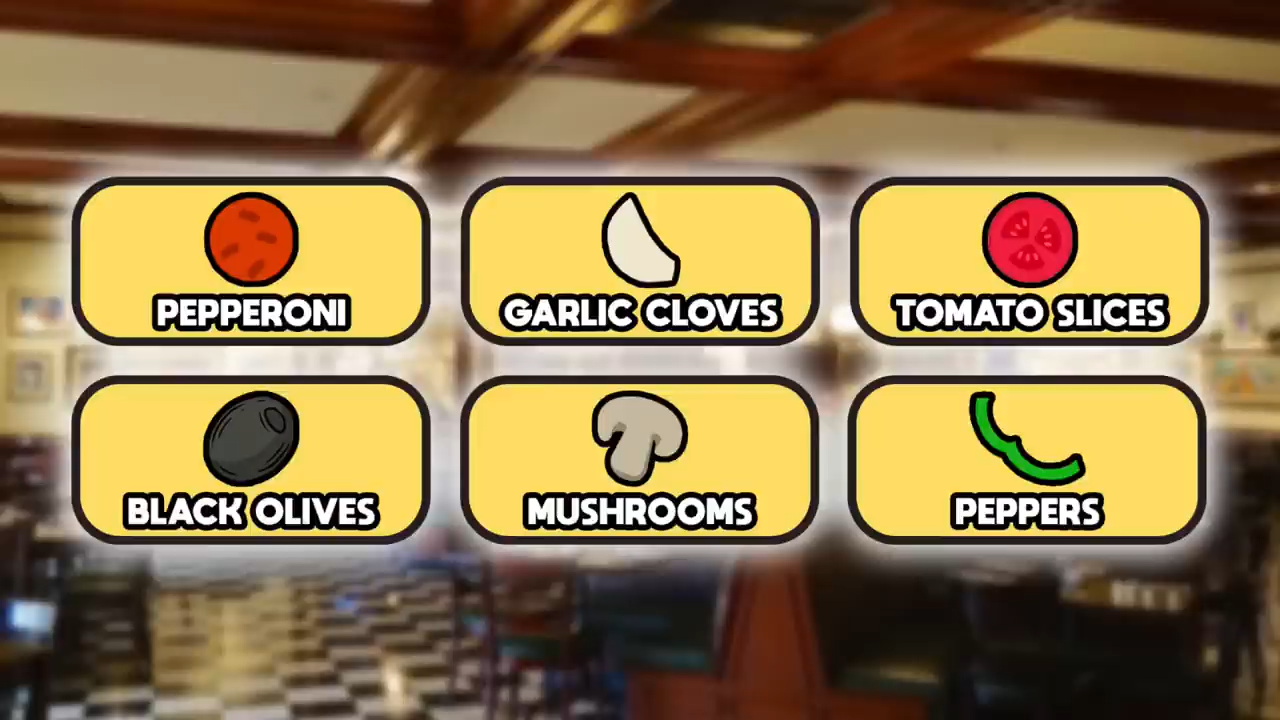 PEPPERONI
GARLIC CLOVES
TOMATO SLICES
BLACK OLIVES
MUSHROOMS
PEPPERS